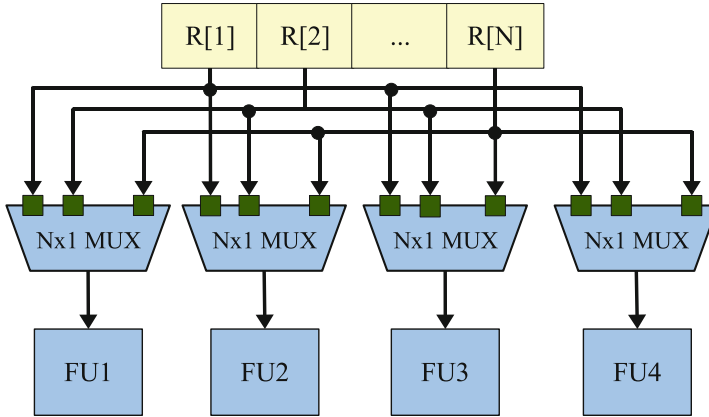 R[1] R[2] ... R[N]
Nx1 MUX Nx1 MUX Nx1 MUX Nx1 MUX
FU1 FU2 FU3 FU4